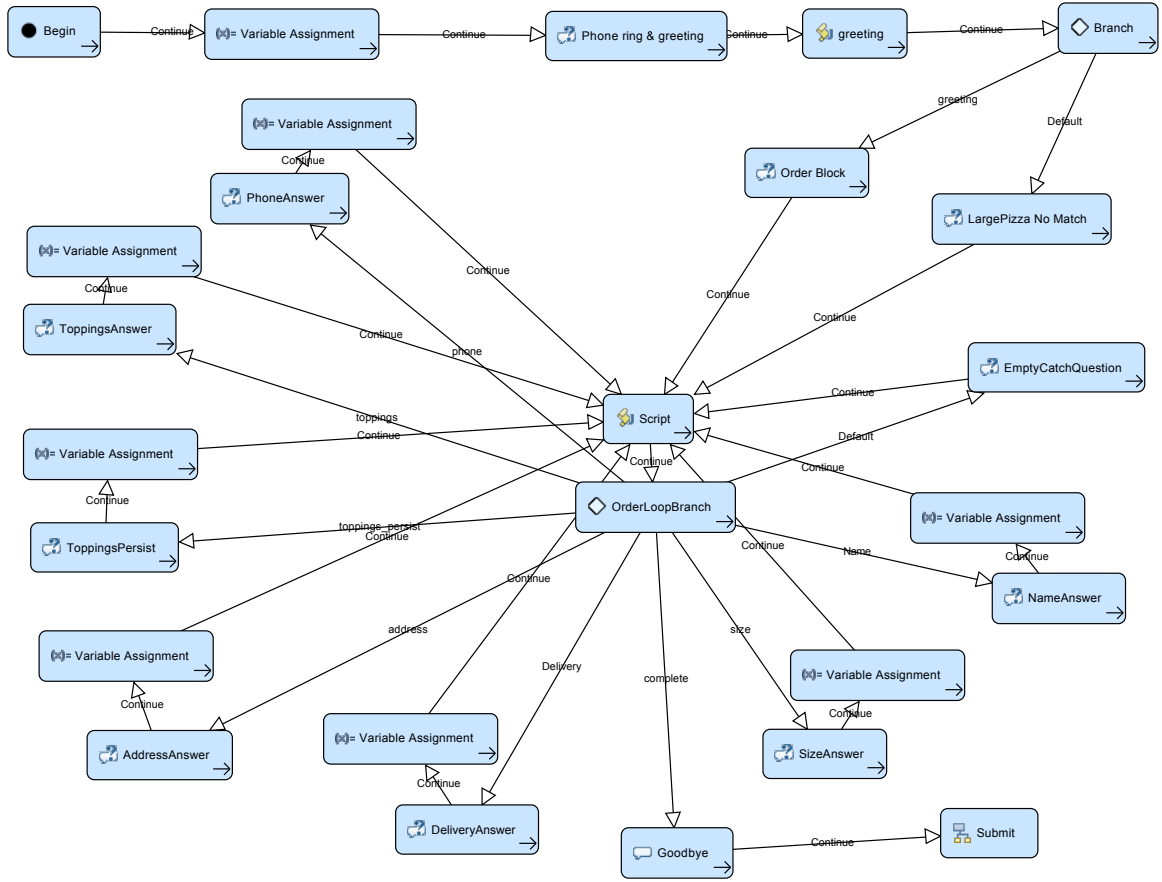 Begin
Continue
(x)= Variable Assignment
Continue
Phone ring & greeting
Continue
greeting
Continue
Branch
greeting
Default
(x)= Variable Assignment
Continue
PhoneAnswer
Order Block
LargePizza No Match
(x)= Variable Assignment
Continue
Continue
ToppingsAnswer
Continue
Continue
Continue
phone
EmptyCatchQuestion
Continue
toppings
Script
Continue
Default
(x)= Variable Assignment
Continue
Continue
Continue
OrderLoopBranch
(x)= Variable Assignment
toppings_persist
Continue
ToppingsPersist
Continue
Name
Continue
Continue
NameAnswer
address
size
(x)= Variable Assignment
Delivery
complete
(x)= Variable Assignment
Continue
Continue
(x)= Variable Assignment
AddressAnswer
SizeAnswer
Continue
DeliveryAnswer
Goodbye
Continue
Submit